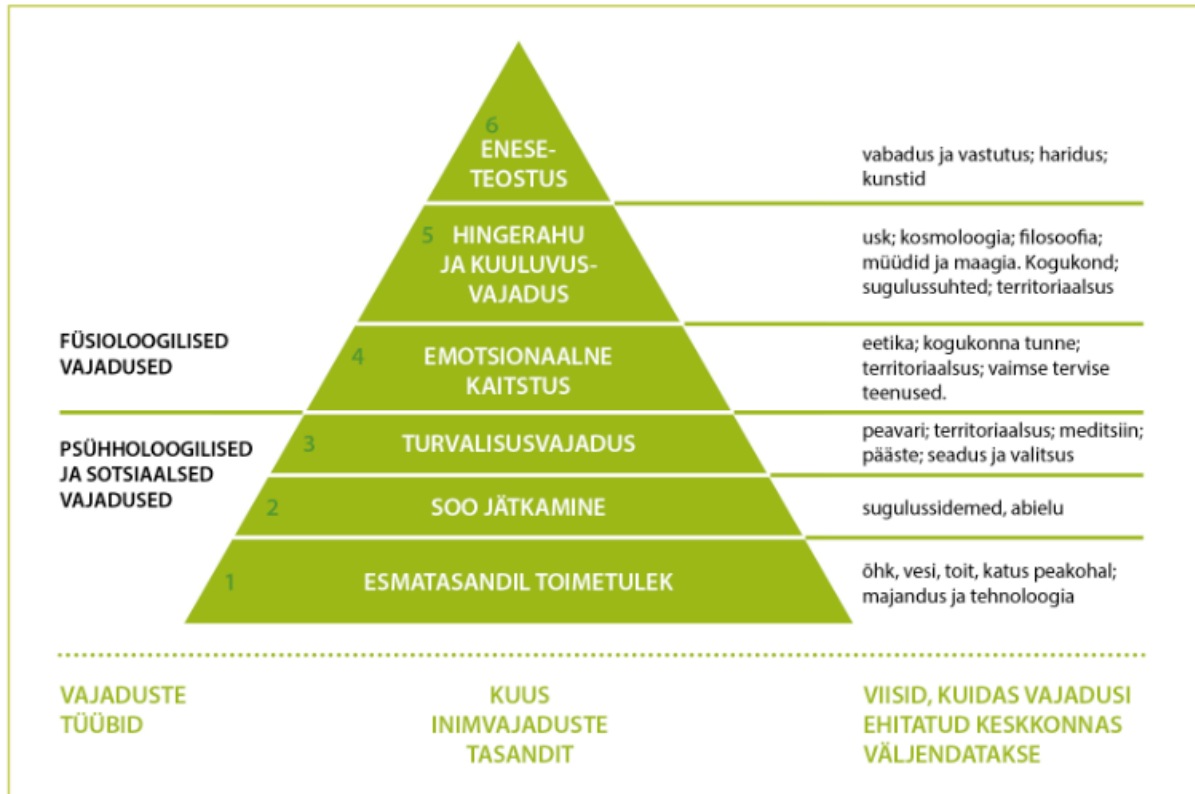 6
ENESE-
TEOSTUS
vabadus ja vastutus; haridus;
kunstid
5 HINGERAHU
JA KUULUVUS-
VAJADUS
usk; kosmoloogia; filosoofia;
müüdid ja maagia. Kogukond;
sugulussuhted; territoriaalsus
FÜSIOLOOGILISED
VAJADUSED
4 EMOTSIONAALNE
KAITSTUS
eetika; kogukonna tunne;
territoriaalsus; vaimse tervise
teenused.
PSÜHHOLOOGILISED
JA SOTSIAALSED
VAJADUSED
3 TURVALISUSVAJADUS
peavari; territoriaalsus; meditsiin;
pääste; seadus ja valitsus
2 SOO JÄTKAMINE
sugulussidemed, abielu
1 ESMATASANDIL TOIMETULEK
õhk, vesi, toit, katus peakohal;
majandus ja tehnoloogia
VAJADUSTE
TÜÜBID
KUUS
INIMVAJADUSTE
TASANDIT
VIISID, KUIDAS VAJADUSI
EHITATUD KESKKONNAS
VÄLJENDATAKSE